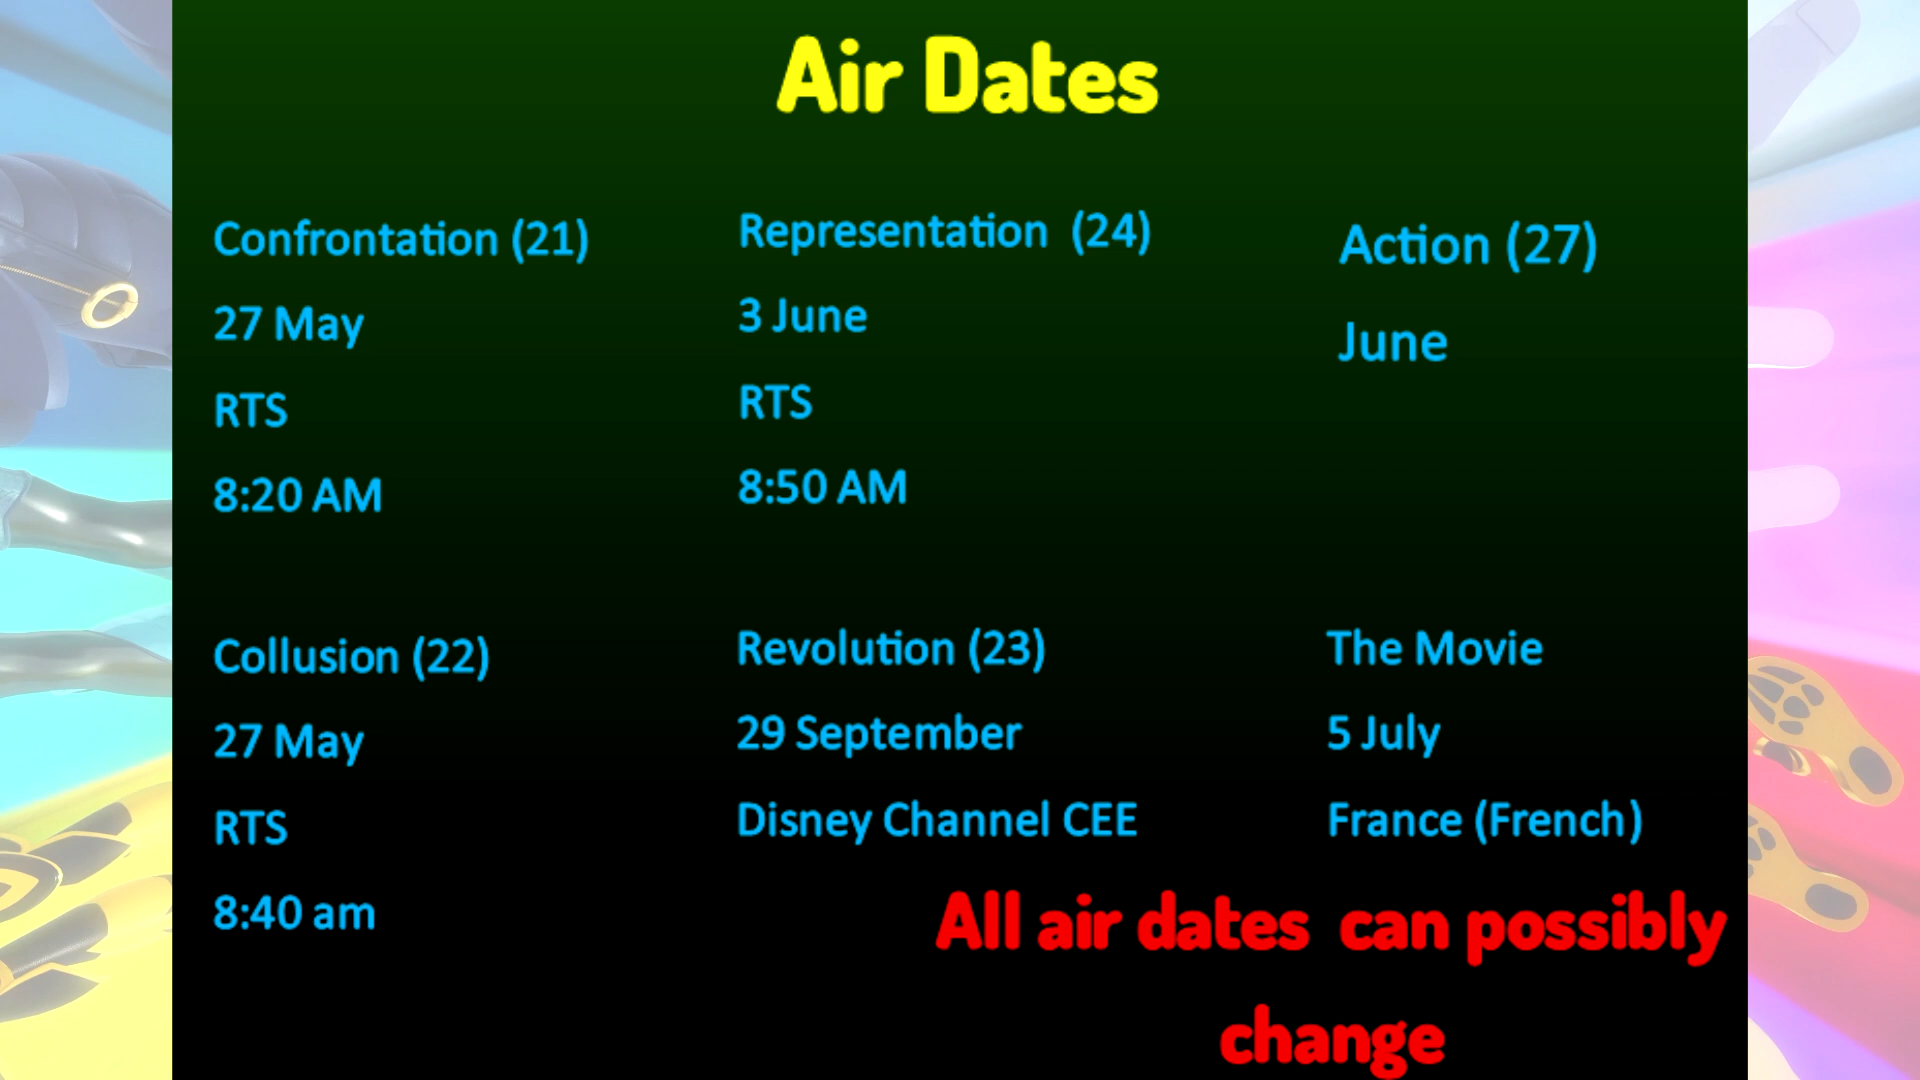 Air Dates
Confrontation (21)
27 May
RTS
8:20 AM
Representation (24)
3 June
RTS
8:50 AM
Action (27)
June
Collusion (22)
27 May
RTS
8:40 am
Revolution (23)
29 September
Disney Channel CEE
The Movie
5 July
France (French)
All air dates can possibly
change